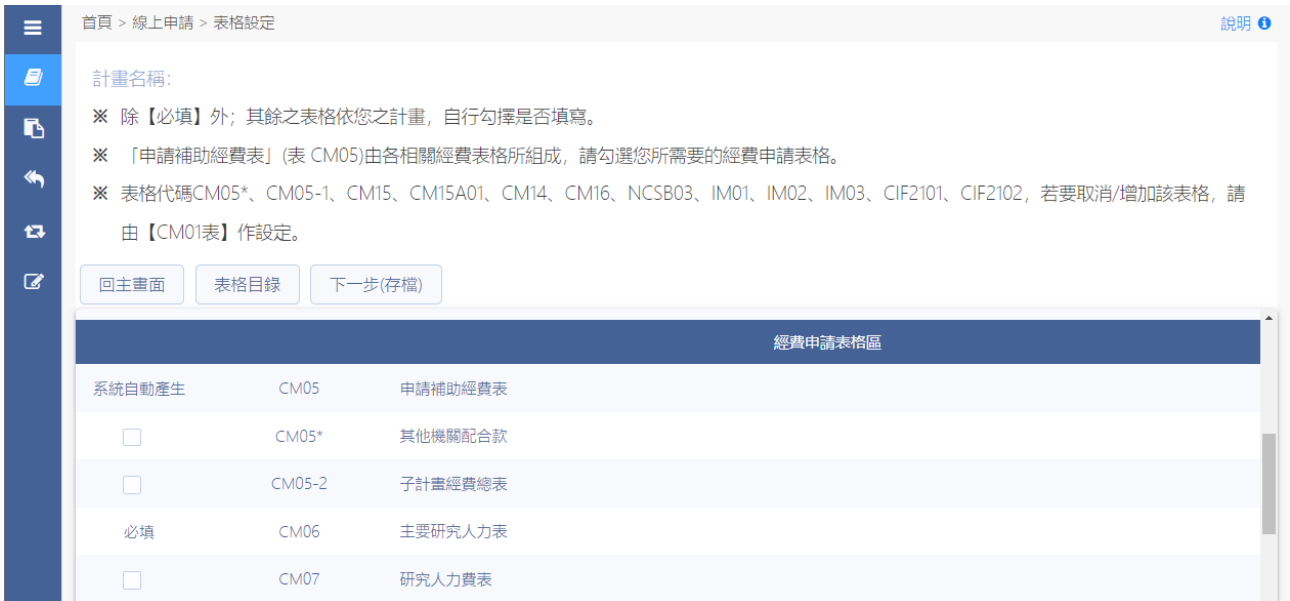 首頁 > 線上申請 > 表格設定
說明
計畫名稱:
※ 除【必填】外; 其餘之表格依您之計畫, 自行勾擇是否填寫。
※ 「申請補助經費表」(表 CM05)由各相關經費表格所組成, 請勾選您所需要的經費申請表格。
※ 表格代碼CM05*、CM05-1、CM15、CM15A01、CM14、CM16、NCSB03、IM01、IM02、IM03、CIF2101、CIF2102, 若要取消/增加該表格, 請
由【CM01表】作設定。
回主畫面 表格目錄 下一步(存檔)
經費申請表格區
系統自動產生 CM05 申請補助經費表
CM05* 其他機關配合款
CM05-2 子計畫經費總表
必填 CM06 主要研究人力表
CM07 研究人力費表